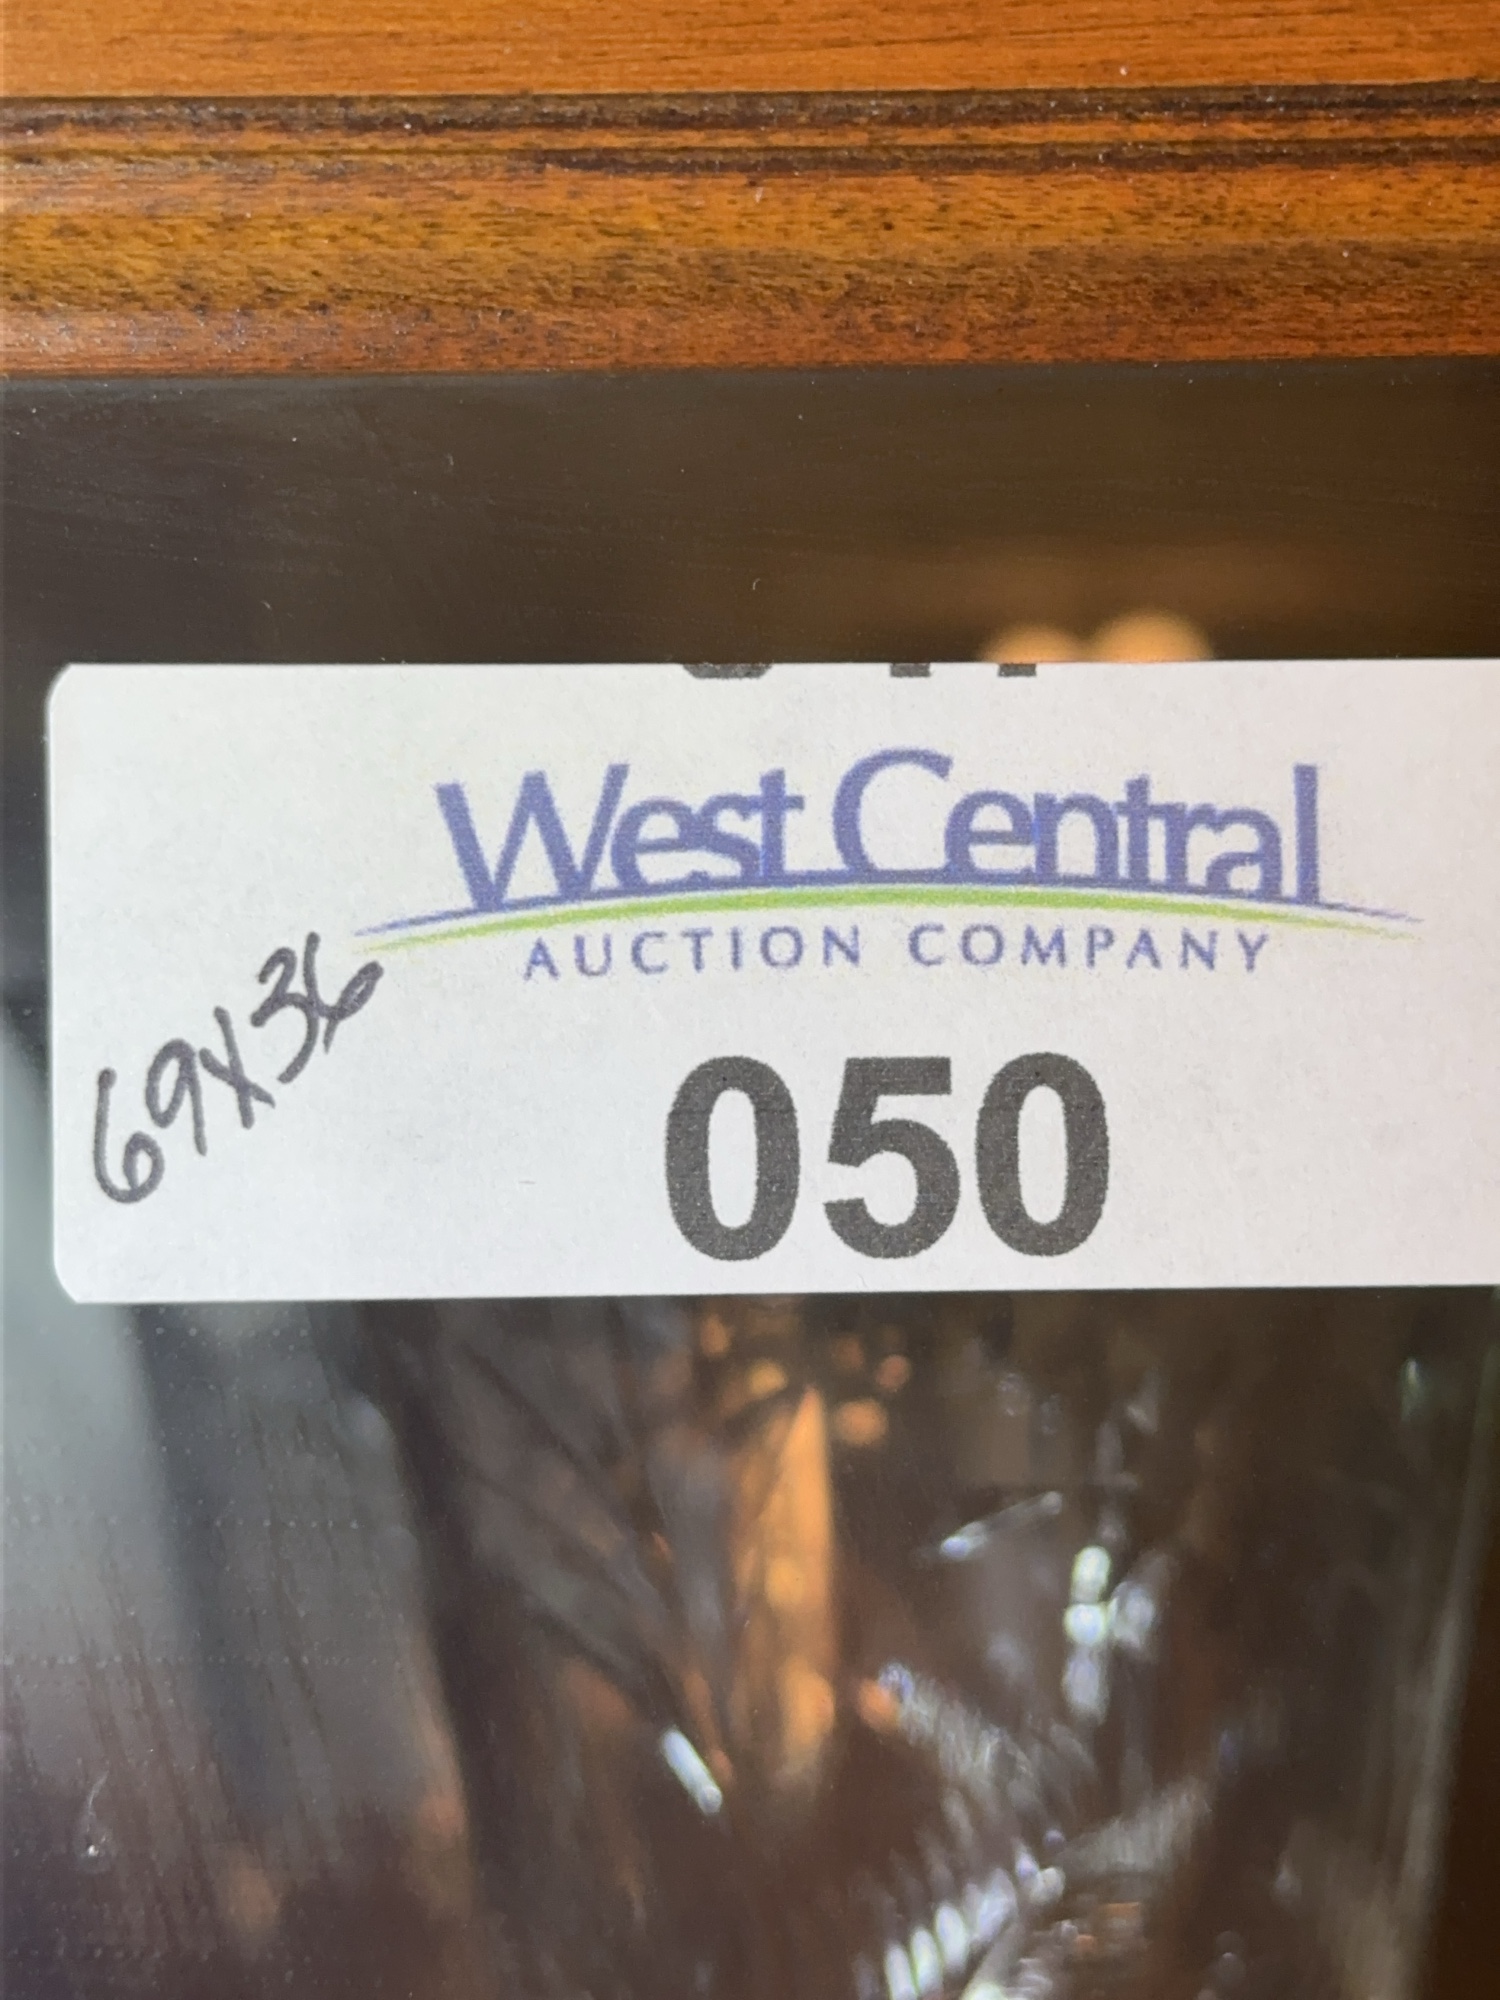 West Central
AUCTION COMPANY
69X36
050